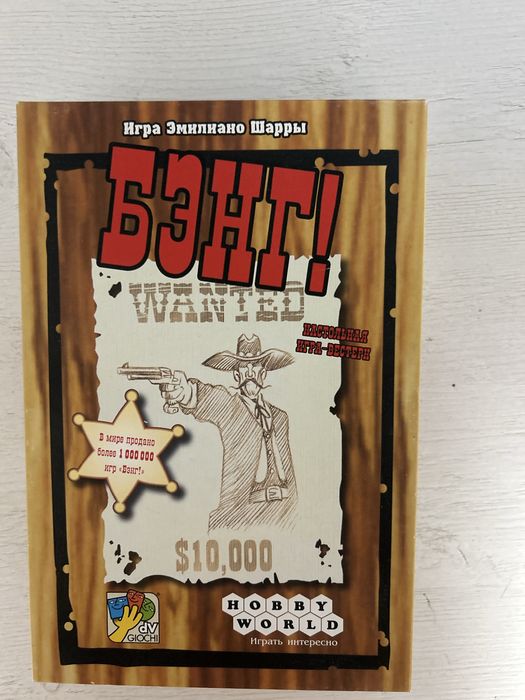 Игра Эмилиано Шарры
БЭНГ!
WANTED
НАСТОЛЬНАЯ
ИГРА-ВЕСТЕРН
В мире продано
более 1 000 000
игр «Бэнг!»
$10,000
dV
GIOCHI
HOBBY
WORLD
Играть интересно